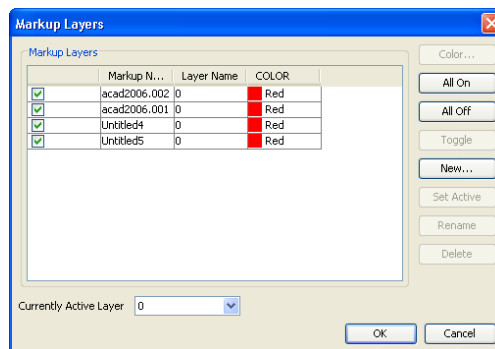 Markup Layers
Markup Layers
Markup N... Layer Name COLOR
acad2006.002 0 Red
acad2006.001 0 Red
Untitled4 0 Red
Untitled5 0 Red
Color...
All On
All Off
Toggle
New...
Set Active
Rename
Delete
Currently Active Layer 0
OK Cancel